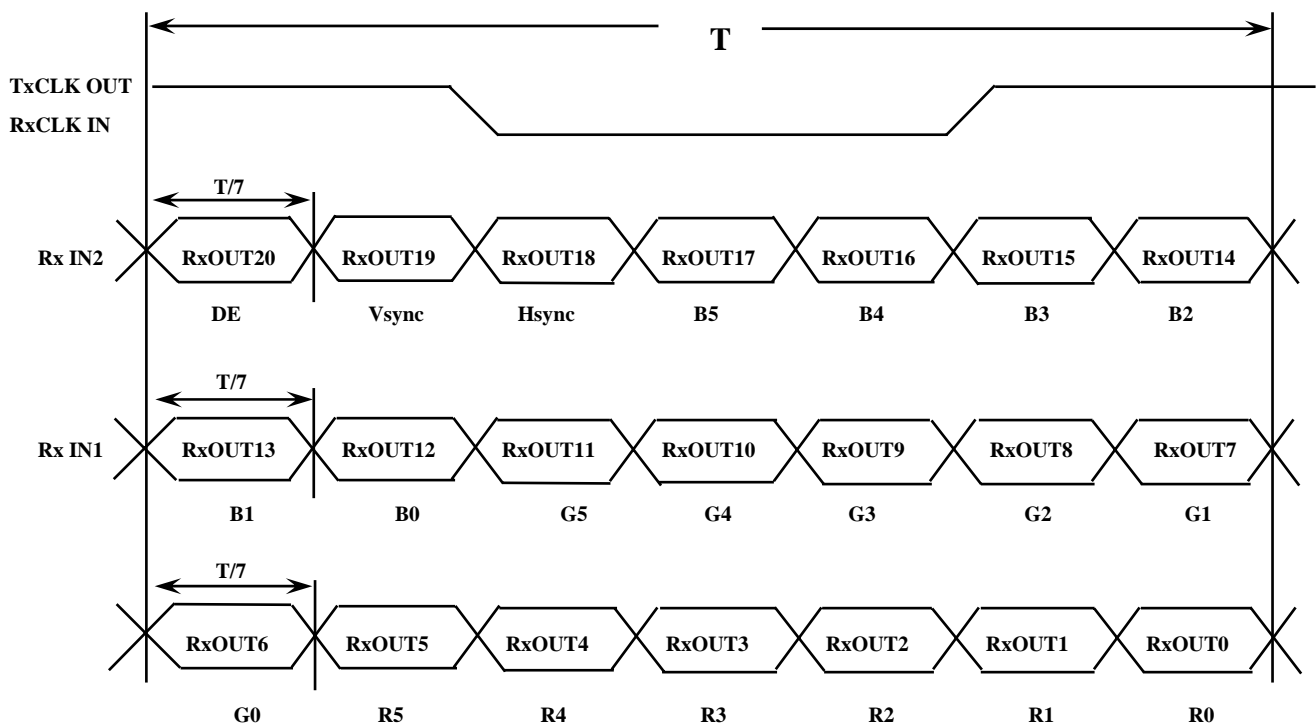 T
TxCLK OUT
RxCLK IN
T/7
Rx IN2 RxOUT20 RxOUT19 RxOUT18 RxOUT17 RxOUT16 RxOUT15 RxOUT14
DE Vsync Hsync B5 B4 B3 B2
T/7
Rx IN1 RxOUT13 RxOUT12 RxOUT11 RxOUT10 RxOUT9 RxOUT8 RxOUT7
B1 B0 G5 G4 G3 G2 G1
T/7
RxOUT6 RxOUT5 RxOUT4 RxOUT3 RxOUT2 RxOUT1 RxOUT0
G0 R5 R4 R3 R2 R1 R0